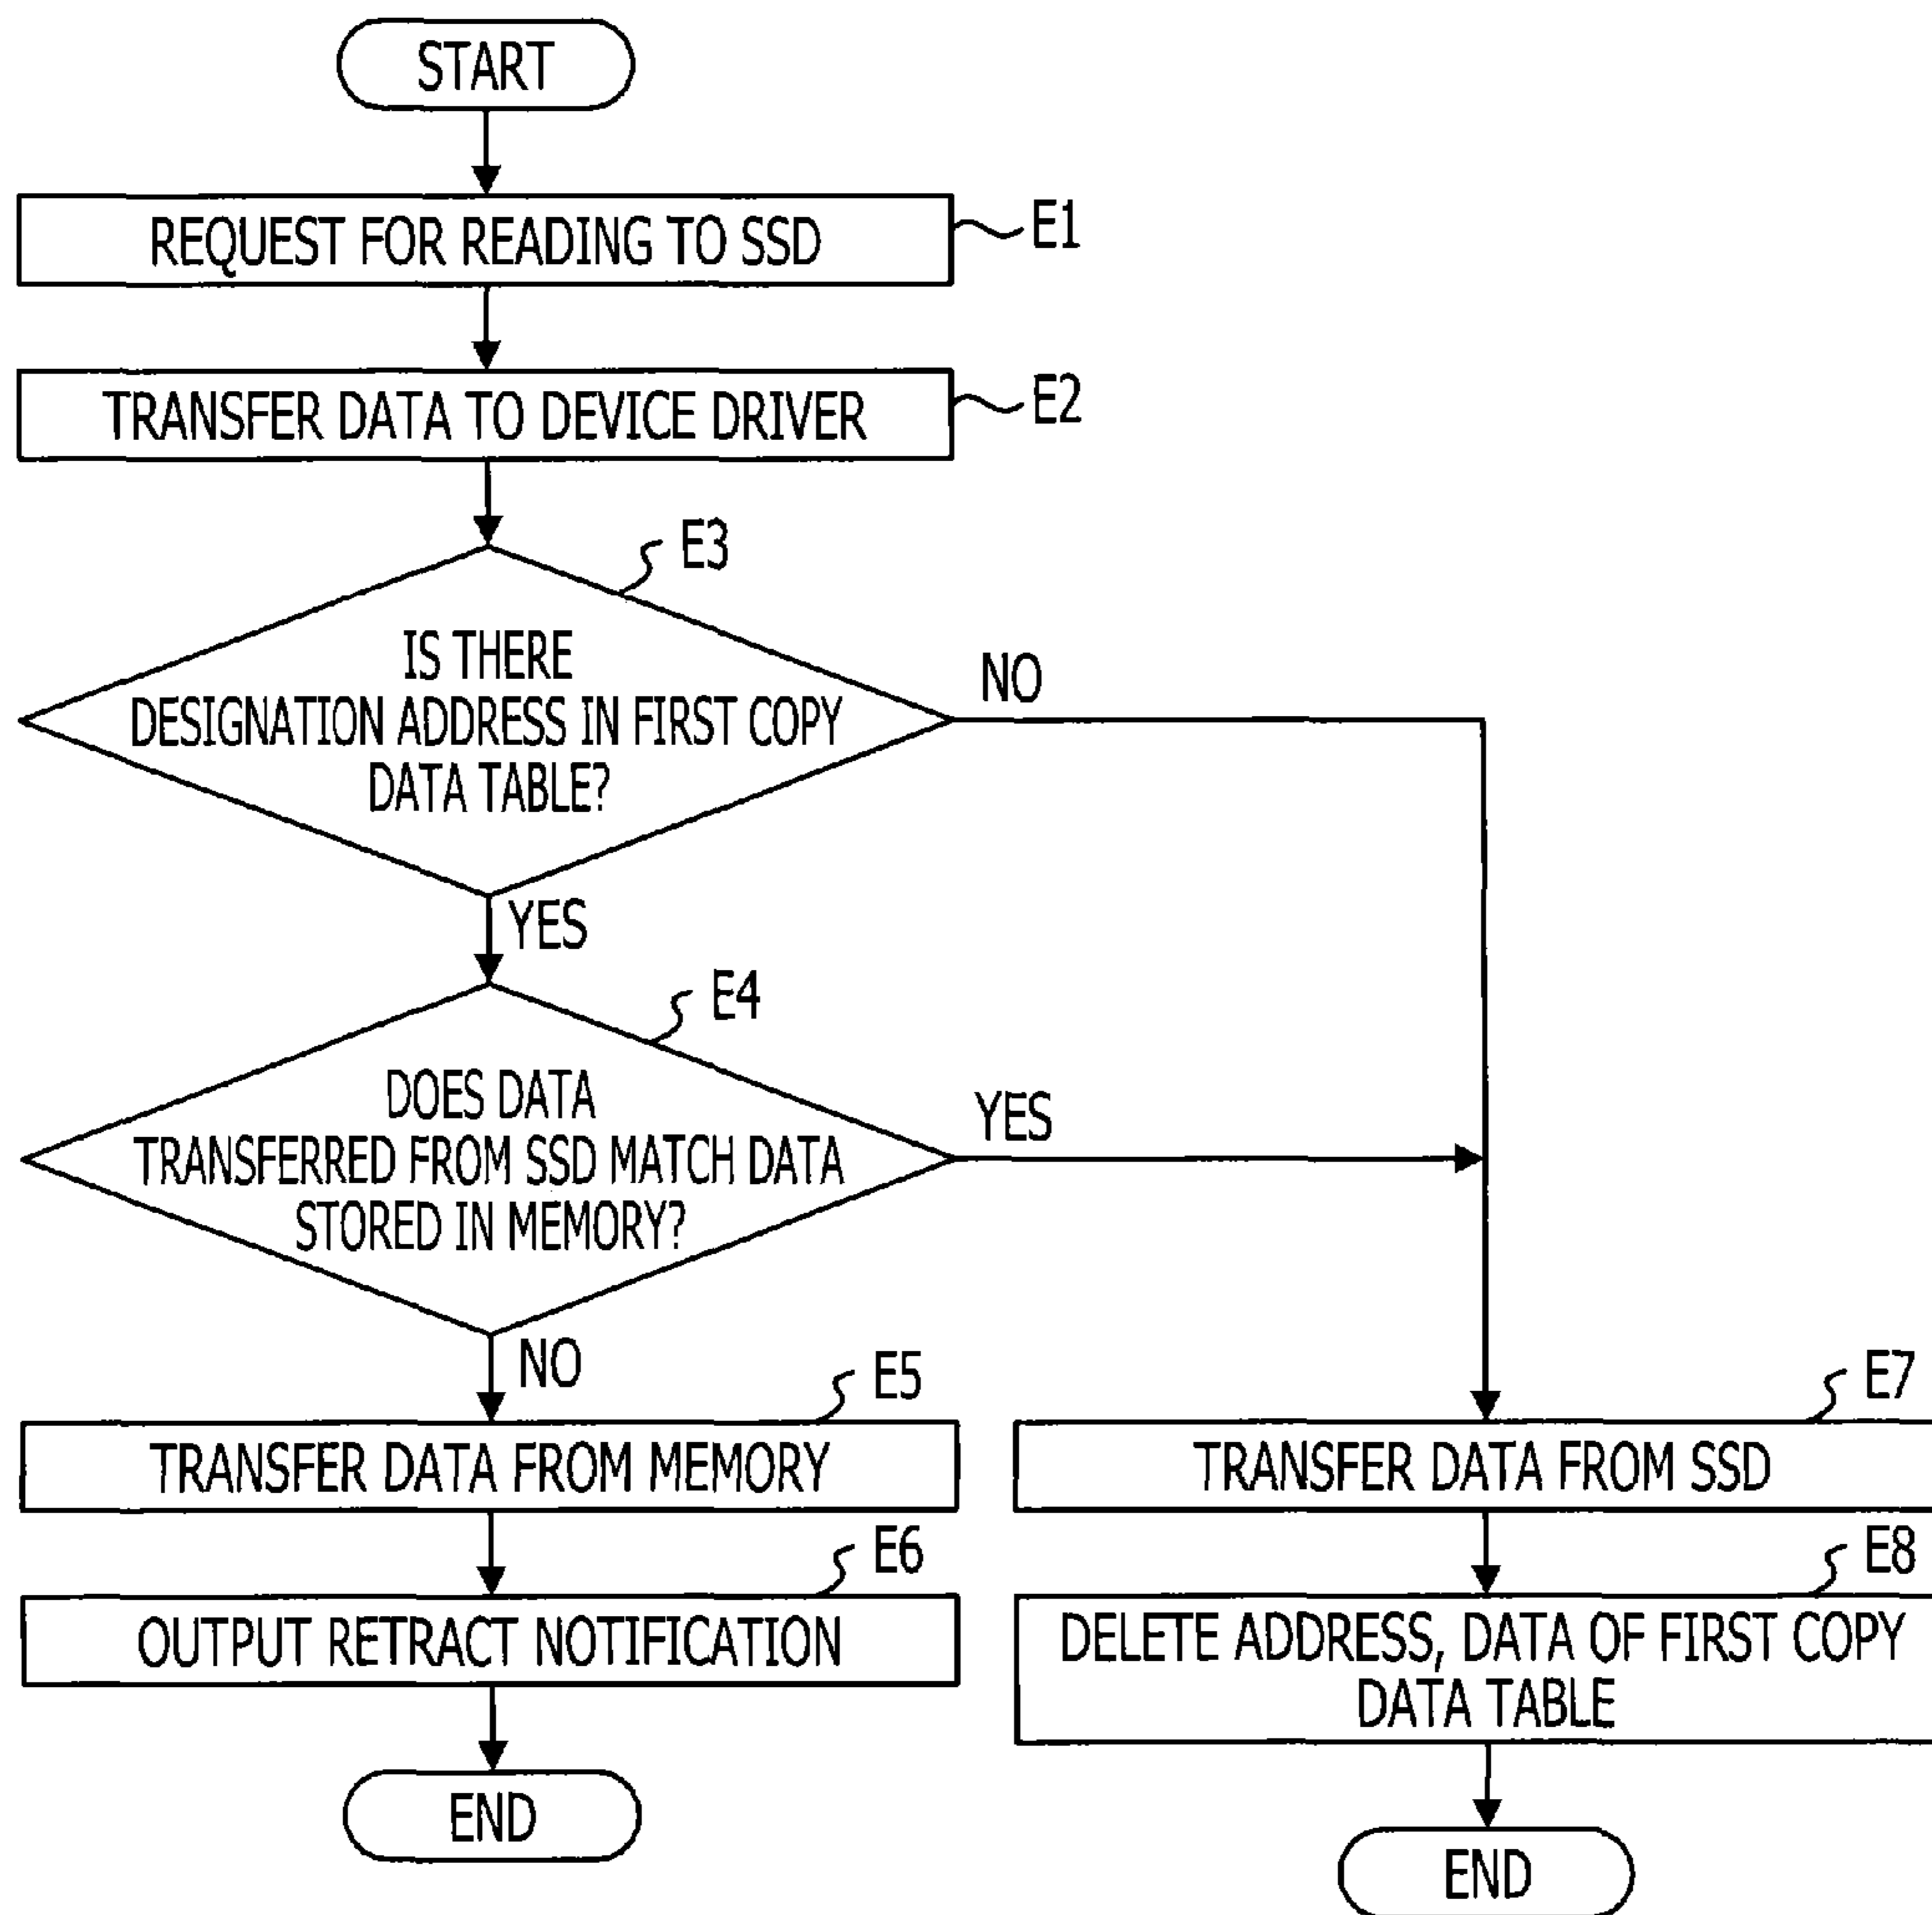 START
REQUEST FOR READING TO SSD
E1
TRANSFER DATA TO DEVICE DRIVER
E2
E3
IS THERE
DESIGNATION ADDRESS IN FIRST COPY
DATA TABLE?
NO
YES
E4
DOES DATA
TRANSFERRED FROM SSD MATCH DATA
STORED IN MEMORY?
YES
NO
E5
TRANSFER DATA FROM MEMORY
E6
OUTPUT RETRACT NOTIFICATION
END
E7
TRANSFER DATA FROM SSD
E8
DELETE ADDRESS, DATA OF FIRST COPY
DATA TABLE
END